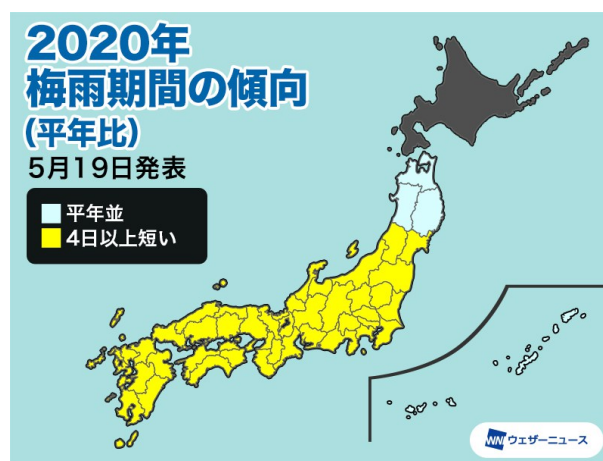 2020年
梅雨期間の傾向
(平年比)
5月19日発表
平年並
4日以上短い
WN ウェザーニュース